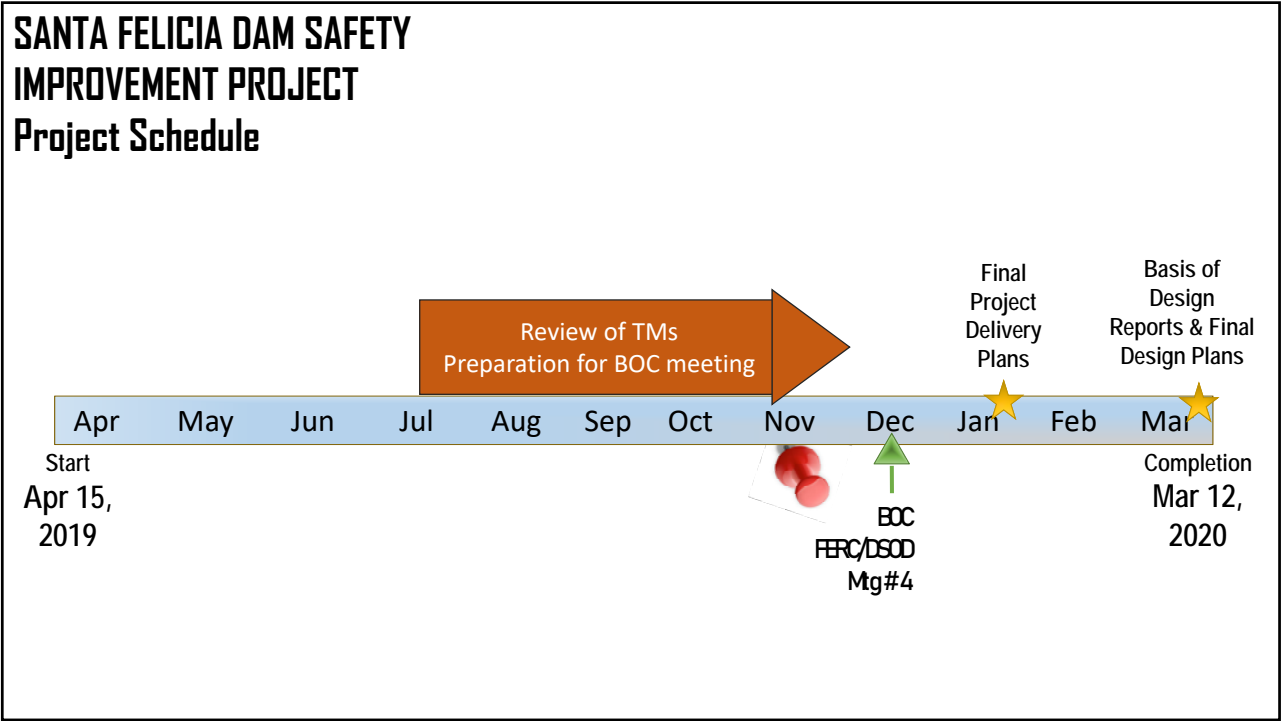 SANTA FELICIA DAM SAFETY
IMPROVEMENT PROJECT
Project Schedule
Final
Project
Delivery
Plans
Basis of
Design
Reports & Final
Design Plans
Review of TMs
Preparation for BOC meeting
Apr May Jun Jul Aug Sep Oct Nov Dec Jan Feb Mar
Start
Apr 15,
2019
Completion
Mar 12,
2020
BOC
FERC/DSOD
Mtg#4